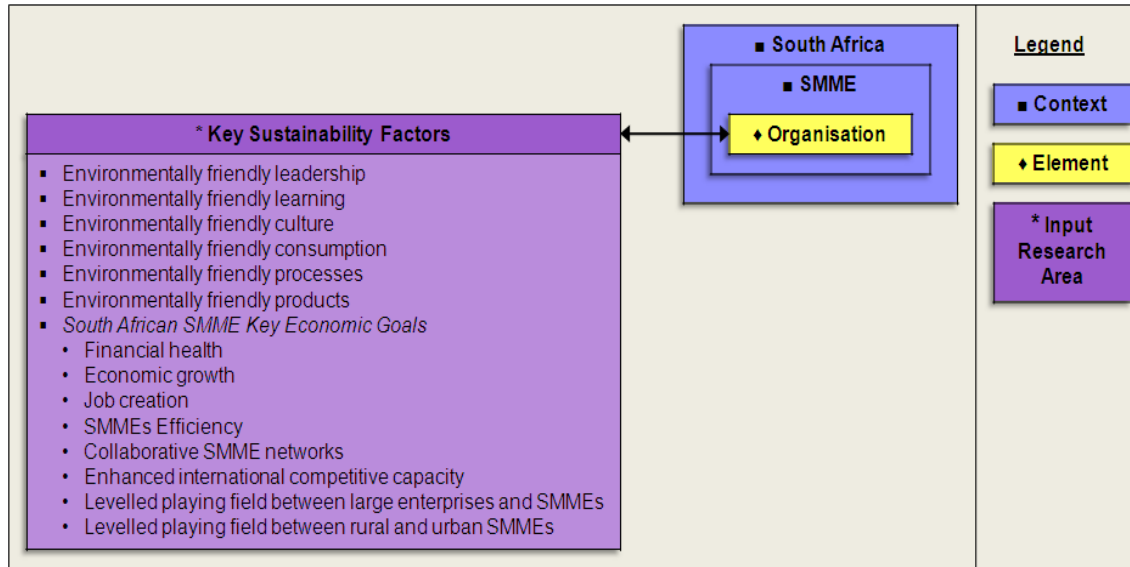 ■ South Africa
■ SMME
♦ Organisation
* Key Sustainability Factors
▪ Environmentally friendly leadership
▪ Environmentally friendly learning
▪ Environmentally friendly culture
▪ Environmentally friendly consumption
▪ Environmentally friendly processes
▪ Environmentally friendly products
▪ South African SMME Key Economic Goals
• Financial health
• Economic growth
• Job creation
• SMMEs Efficiency
• Collaborative SMME networks
• Enhanced international competitive capacity
• Levelled playing field between large enterprises and SMMEs
• Levelled playing field between rural and urban SMMEs
Legend
■ Context
♦ Element
* Input
Research
Area